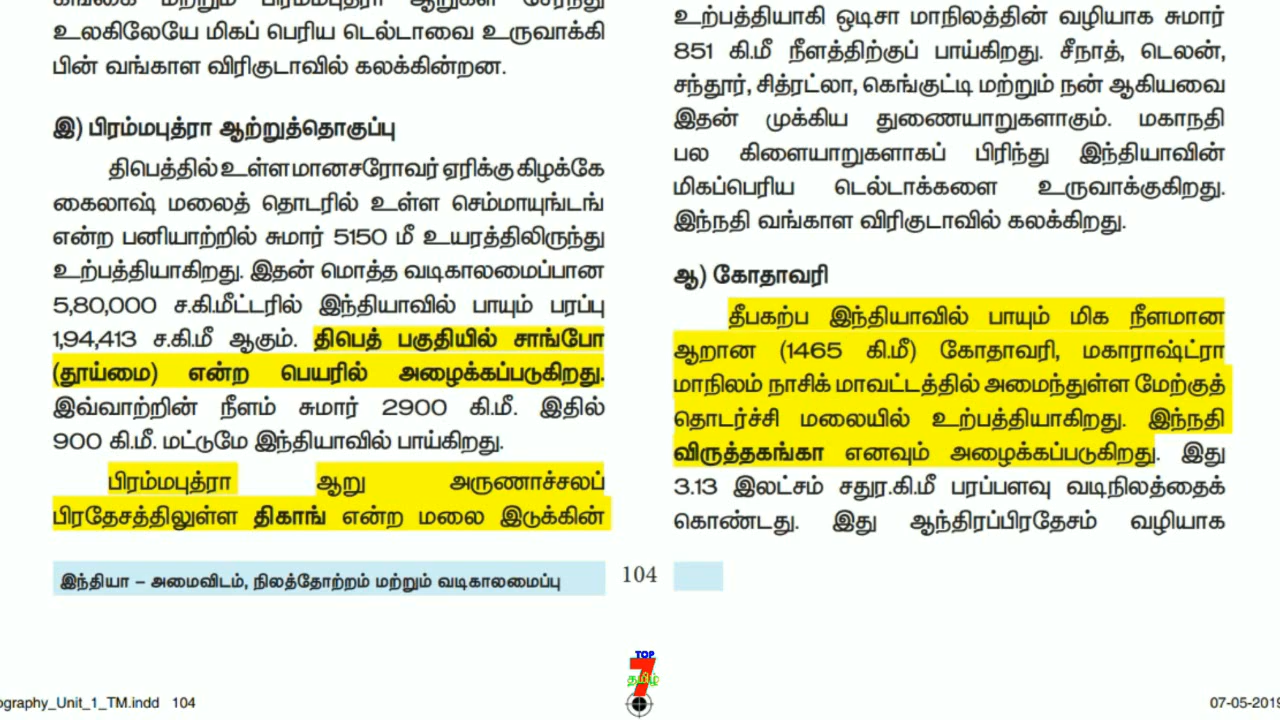 கங்கை மற்றும் பிரம்மபுத்ரா ஆறுகள் சேர்ந்து
உலகிலேயே மிகப் பெரிய டெல்டாவை உருவாக்கி
பின் வங்காள விரிகுடாவில் கலக்கின்றன.
இ) பிரம்மபுத்ரா ஆற்றுத்தொகுப்பு
திபெத்தில் உள்ள மானசரோவர் ஏரிக்கு கிழக்கே
கைலாஷ் மலைத் தொடரில் உள்ள செம்மாயுங்டங்
என்ற பனியாற்றில் சுமார் 5150 மீ உயரத்திலிருந்து
உற்பத்தியாகிறது. இதன் மொத்த வடிகாலமைப்பான
5,80,000 ச.கி.மீட்டரில் இந்தியாவில் பாயும் பரப்பு
1,94,413 ச.கி.மீ ஆகும். திபெத் பகுதியில் சாங்போ
(தூய்மை) என்ற பெயரில் அழைக்கப்படுகிறது.
இவ்வாற்றின் நீளம் சுமார் 2900 கி.மீ. இதில்
900 கி.மீ. மட்டுமே இந்தியாவில் பாய்கிறது.
பிரம்மபுத்ரா ஆறு அருணாச்சலப்
பிரதேசத்திலுள்ள திகாங் என்ற மலை இடுக்கின்
உற்பத்தியாகி ஒடிசா மாநிலத்தின் வழியாக சுமார்
851 கி.மீ நீளத்திற்குப் பாய்கிறது. சீநாத், டெலன்,
சந்தூர், சித்ரட்லா, கெங்குட்டி மற்றும் நன் ஆகியவை
இதன் முக்கிய துணையாறுகளாகும். மகாநதி
பல கிளையாறுகளாகப் பிரிந்து இந்தியாவின்
மிகப்பெரிய டெல்டாக்களை உருவாக்குகிறது.
இந்நதி வங்காள விரிகுடாவில் கலக்கிறது.
ஆ) கோதாவரி
தீபகற்ப இந்தியாவில் பாயும் மிக நீளமான
ஆறான (1465 கி.மீ) கோதாவரி, மகாராஷ்ட்ரா
மாநிலம் நாசிக் மாவட்டத்தில் அமைந்துள்ள மேற்குத்
தொடர்ச்சி மலையில் உற்பத்தியாகிறது. இந்நதி
விருத்தகங்கா எனவும் அழைக்கப்படுகிறது. இது
3.13 இலட்சம் சதுர.கி.மீ பரப்பளவு வடிநிலத்தைக்
கொண்டது. இது ஆந்திரப்பிரதேசம் வழியாக
இந்தியா – அமைவிடம், நிலத்தோற்றம் மற்றும் வடிகாலமைப்பு 104
TOP
7
தமிழ்
ography_Unit_1_TM.indd 104
07-05-2019